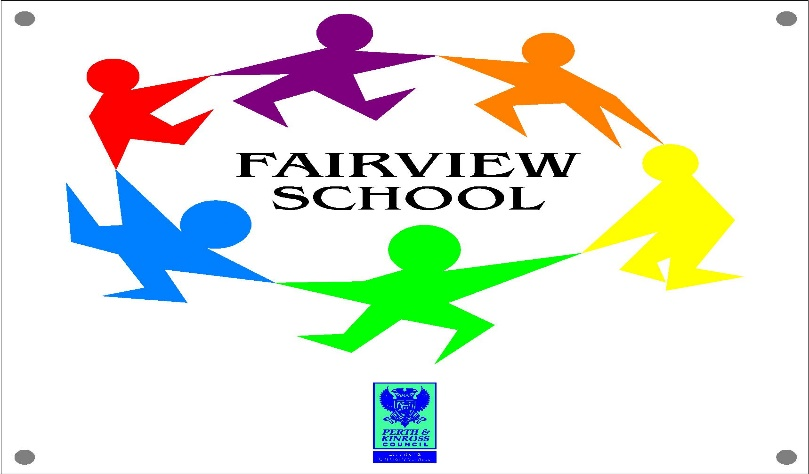 FAIRVIEW
SCHOOL
PERTH &
KINROSS
COUNCIL